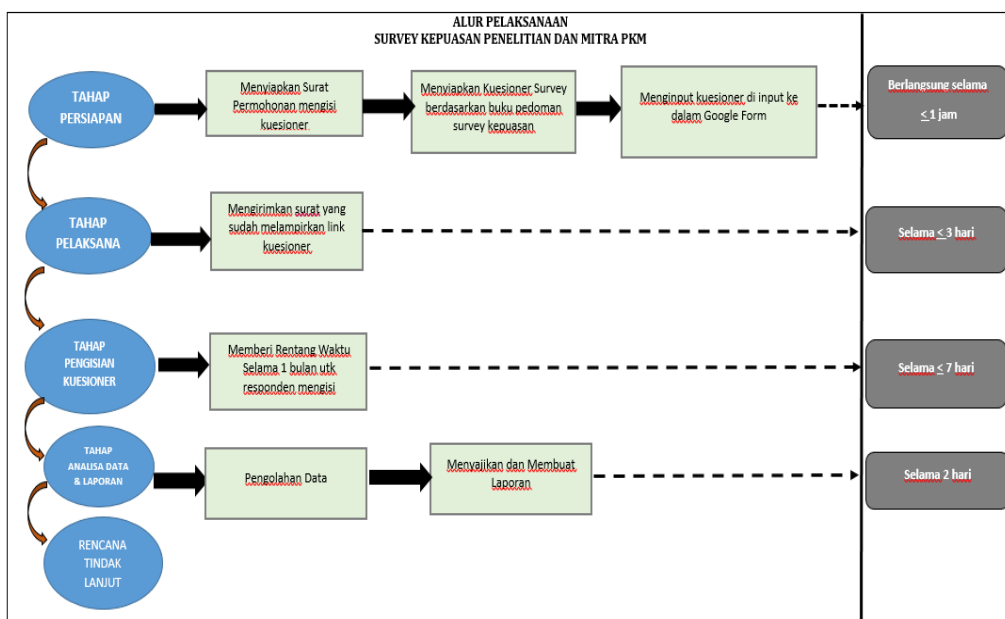 ALUR PELAKSANAAN
SURVEY KEPUASAN PENELITIAN DAN MITRA PKM
TAHAP
PERSIAPAN
Menyiapkan Surat
Permohonan mengisi
kuesioner
Menyiapkan Kuesioner Survey
berdasarkan buku pedoman
survey kepuasan
Menginput kuesioner di input ke
dalam Google Form
Berlangsung selama
≤ 1 jam
TAHAP
PELAKSANA
Mengirimkan surat yang
sudah melampirkan link
kuesioner
Selama ≤ 3 hari
TAHAP
PENGISIAN
KUESIONER
Memberi Rentang Waktu
Selama 1 bulan utk
responden mengisi
Selama ≤ 7 hari
TAHAP
ANALISA DATA
& LAPORAN
Pengolahan Data
Menyajikan dan Membuat
Laporan
Selama 2 hari
RENCANA
TINDAK
LANJUT